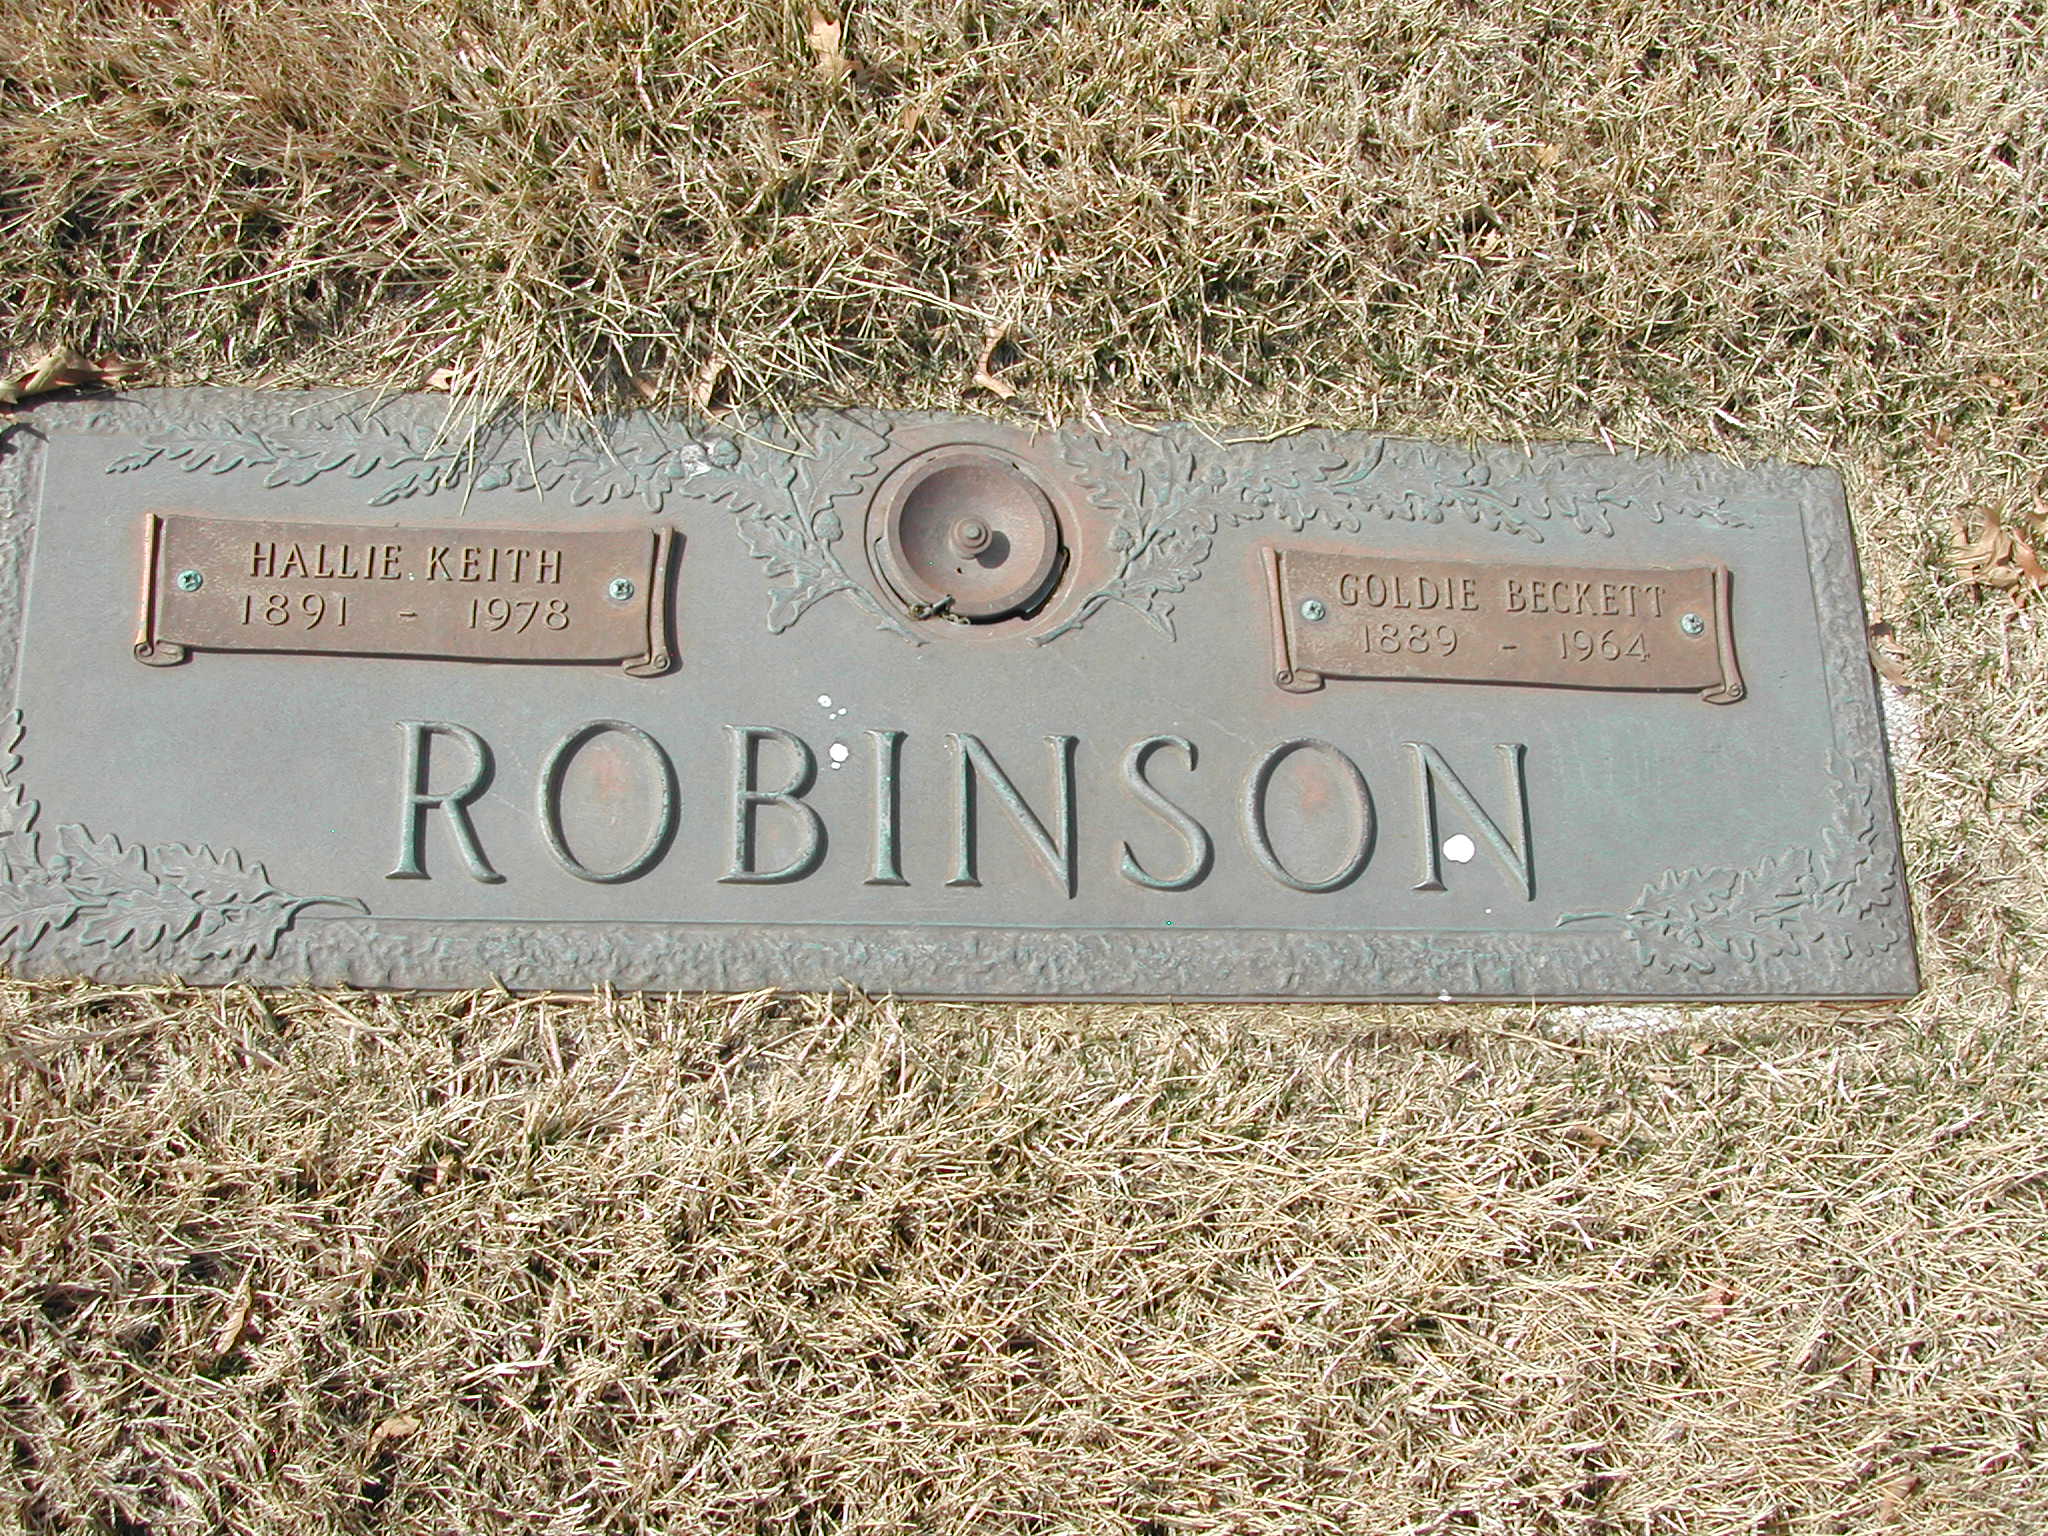 HALLIE KEITH
1891 - 1978
GOLDIE BECKETT
1889 - 1964
ROBINSON